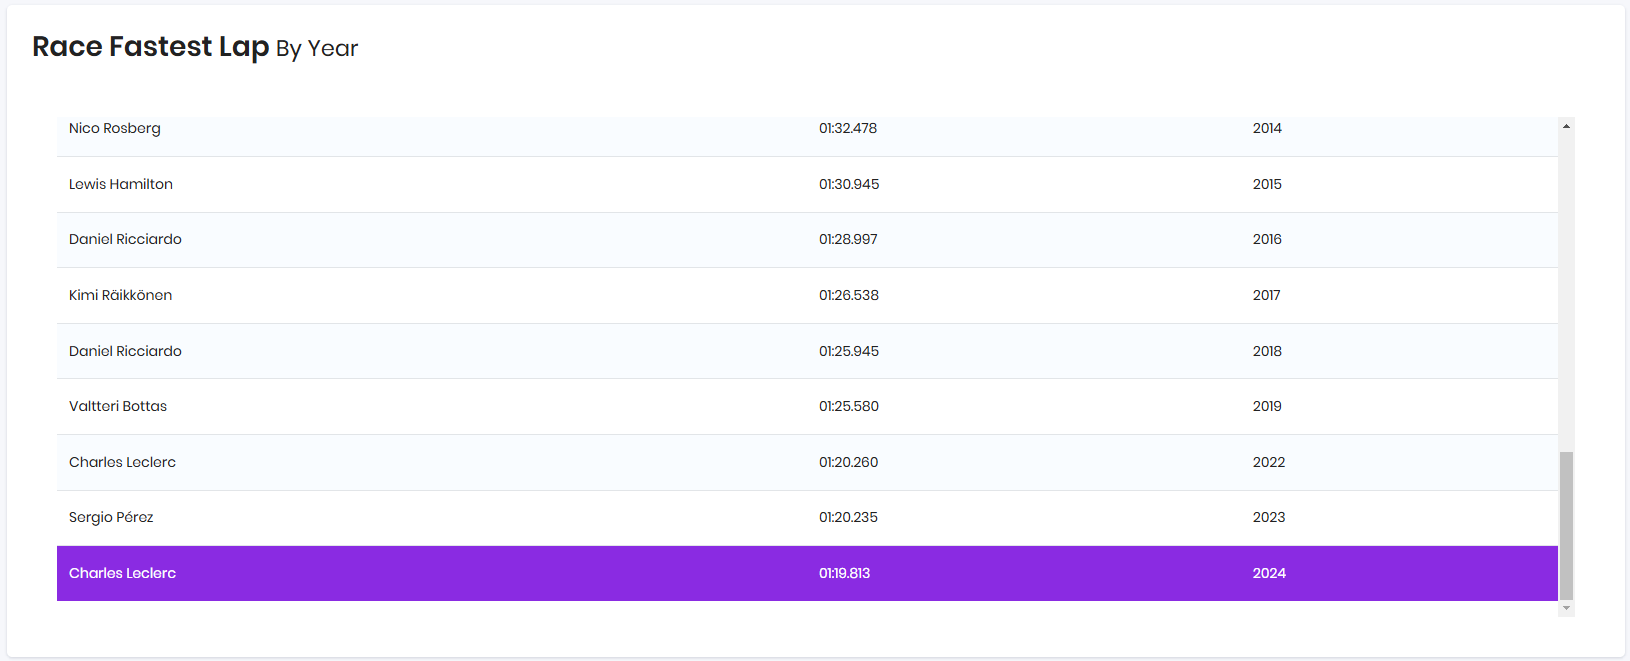 Race Fastest Lap By Year
Nico Rosberg 01:32.478 2014
Lewis Hamilton 01:30.945 2015
Daniel Ricciardo 01:28.997 2016
Kimi Räikkönen 01:26.538 2017
Daniel Ricciardo 01:25.945 2018
Valtteri Bottas 01:25.580 2019
Charles Leclerc 01:20.260 2022
Sergio Pérez 01:20.235 2023
Charles Leclerc 01:19.813 2024